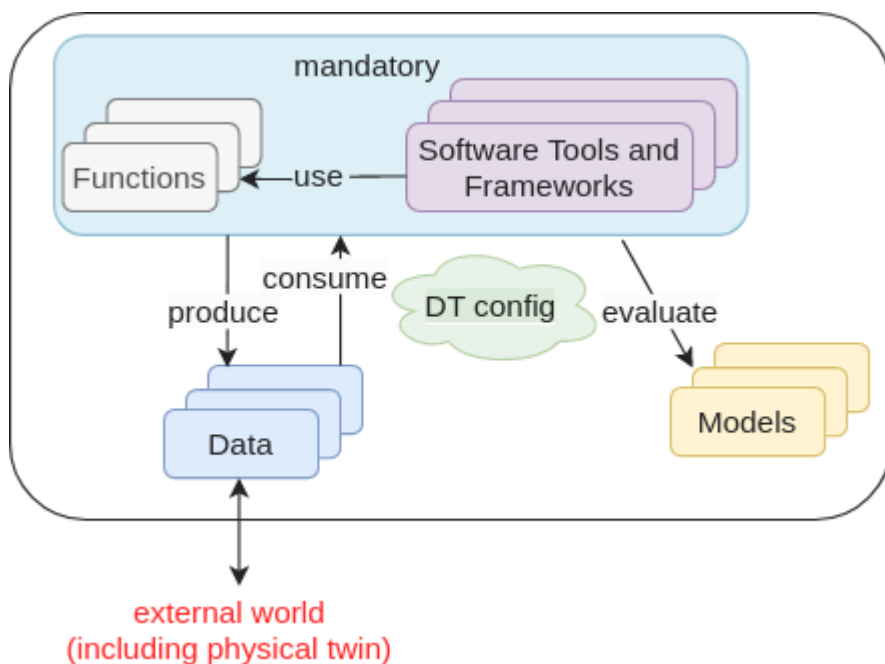 mandatory
Functions
use
Software Tools and
Frameworks
consume
produce
DT config
evaluate
Data
Models
external world
(including physical twin)